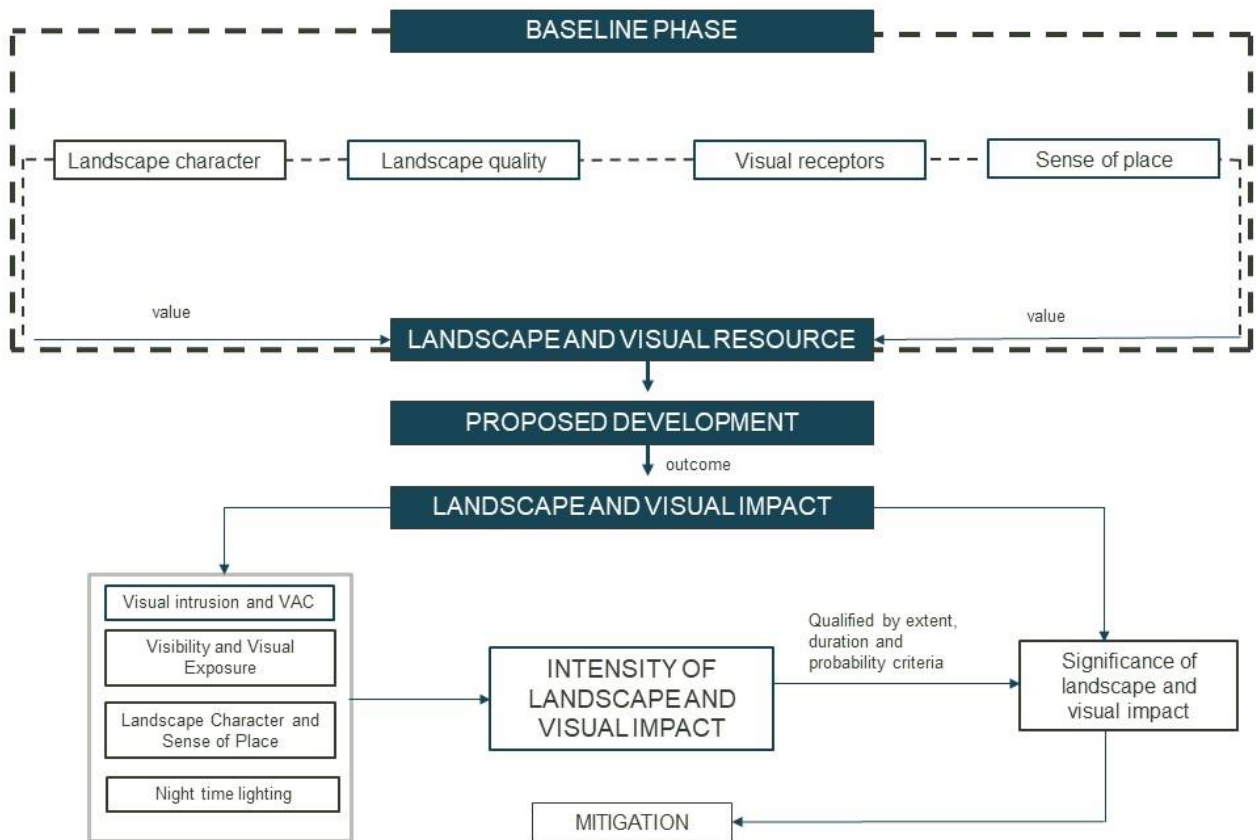 BASELINE PHASE
Landscape character
Landscape quality
Visual receptors
Sense of place
value
value
LANDSCAPE AND VISUAL RESOURCE
PROPOSED DEVELOPMENT
outcome
LANDSCAPE AND VISUAL IMPACT
Visual intrusion and VAC
Visibility and Visual
Exposure
Landscape Character and
Sense of Place
Night time lighting
INTENSITY OF
LANDSCAPE AND
VISUAL IMPACT
Qualified by extent,
duration and
probability criteria
Significance of
landscape and
visual impact
MITIGATION